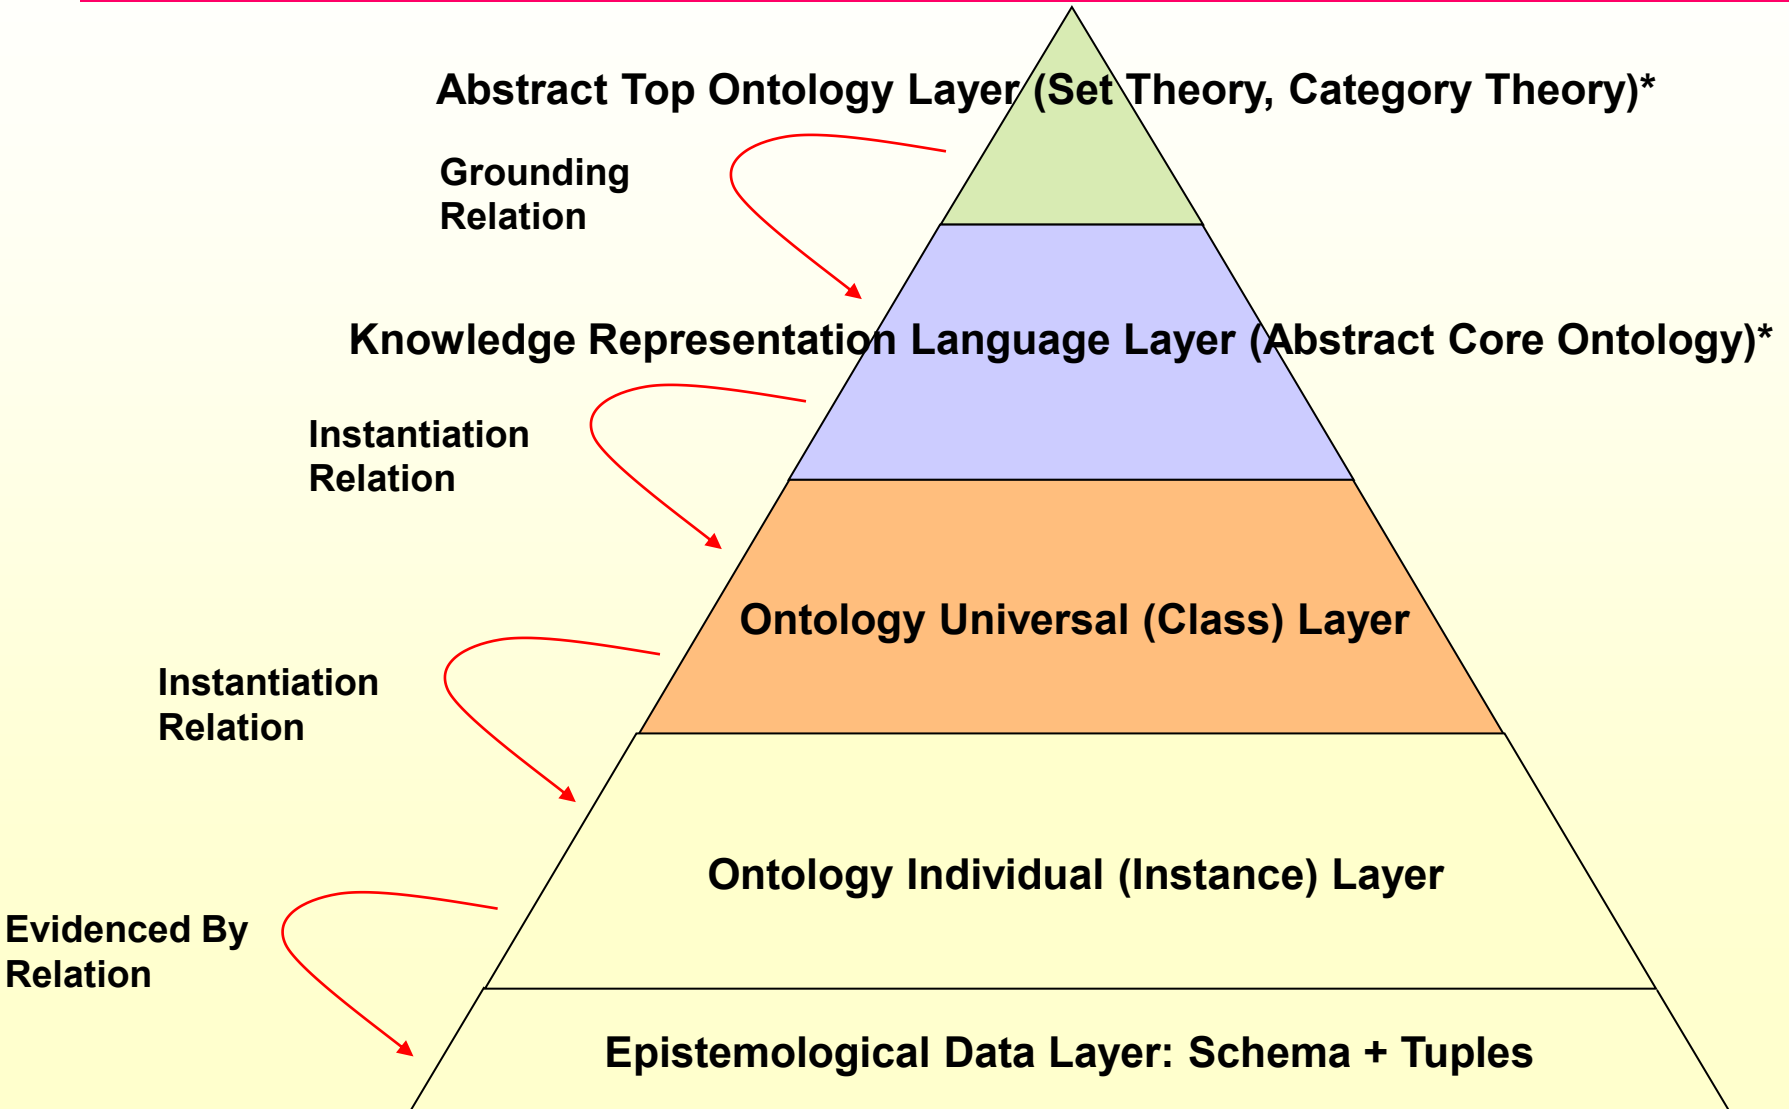 Abstract Top Ontology Layer (Set Theory, Category Theory)*
Grounding
Relation
Knowledge Representation Language Layer (Abstract Core Ontology)*
Instantiation
Relation
Ontology Universal (Class) Layer
Instantiation
Relation
Ontology Individual (Instance) Layer
Evidenced By
Relation
Epistemological Data Layer: Schema + Tuples